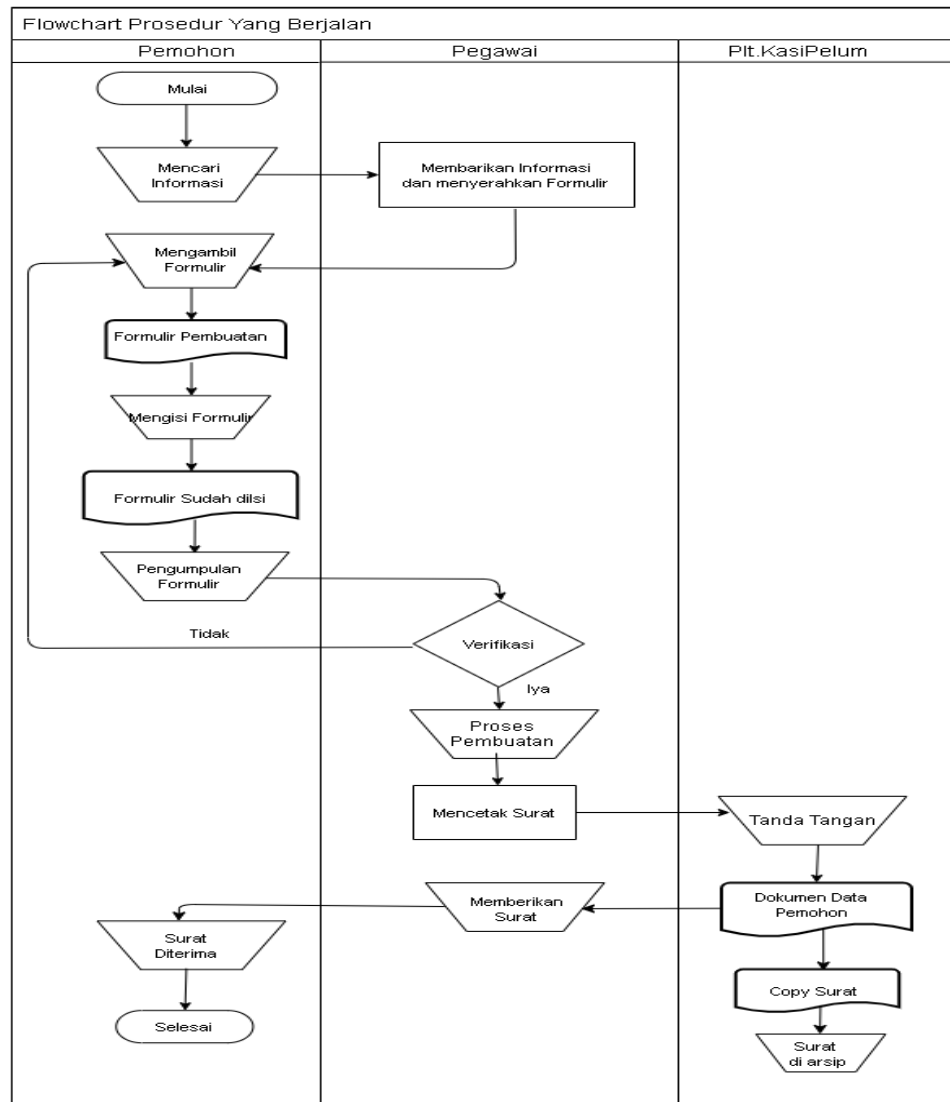 Flowchart Prosedur Yang Berjalan
Pemohon
Pegawai
Plt.KasiPelum
Mulai
Mencari
Informasi
Membarikan Informasi
dan menyerahkan Formulir
Mengambil
Formulir
Formulir Pembuatan
Mengisi Formulir
Formulir Sudah diIsi
Pengumpulan
Formulir
Tidak
Verifikasi
Iya
Proses
Pembuatan
Mencetak Surat
Tanda Tangan
Dokumen Data
Pemohon
Memberikan
Surat
Surat
Diterima
Copy Surat
Selesai
Surat
di arsip